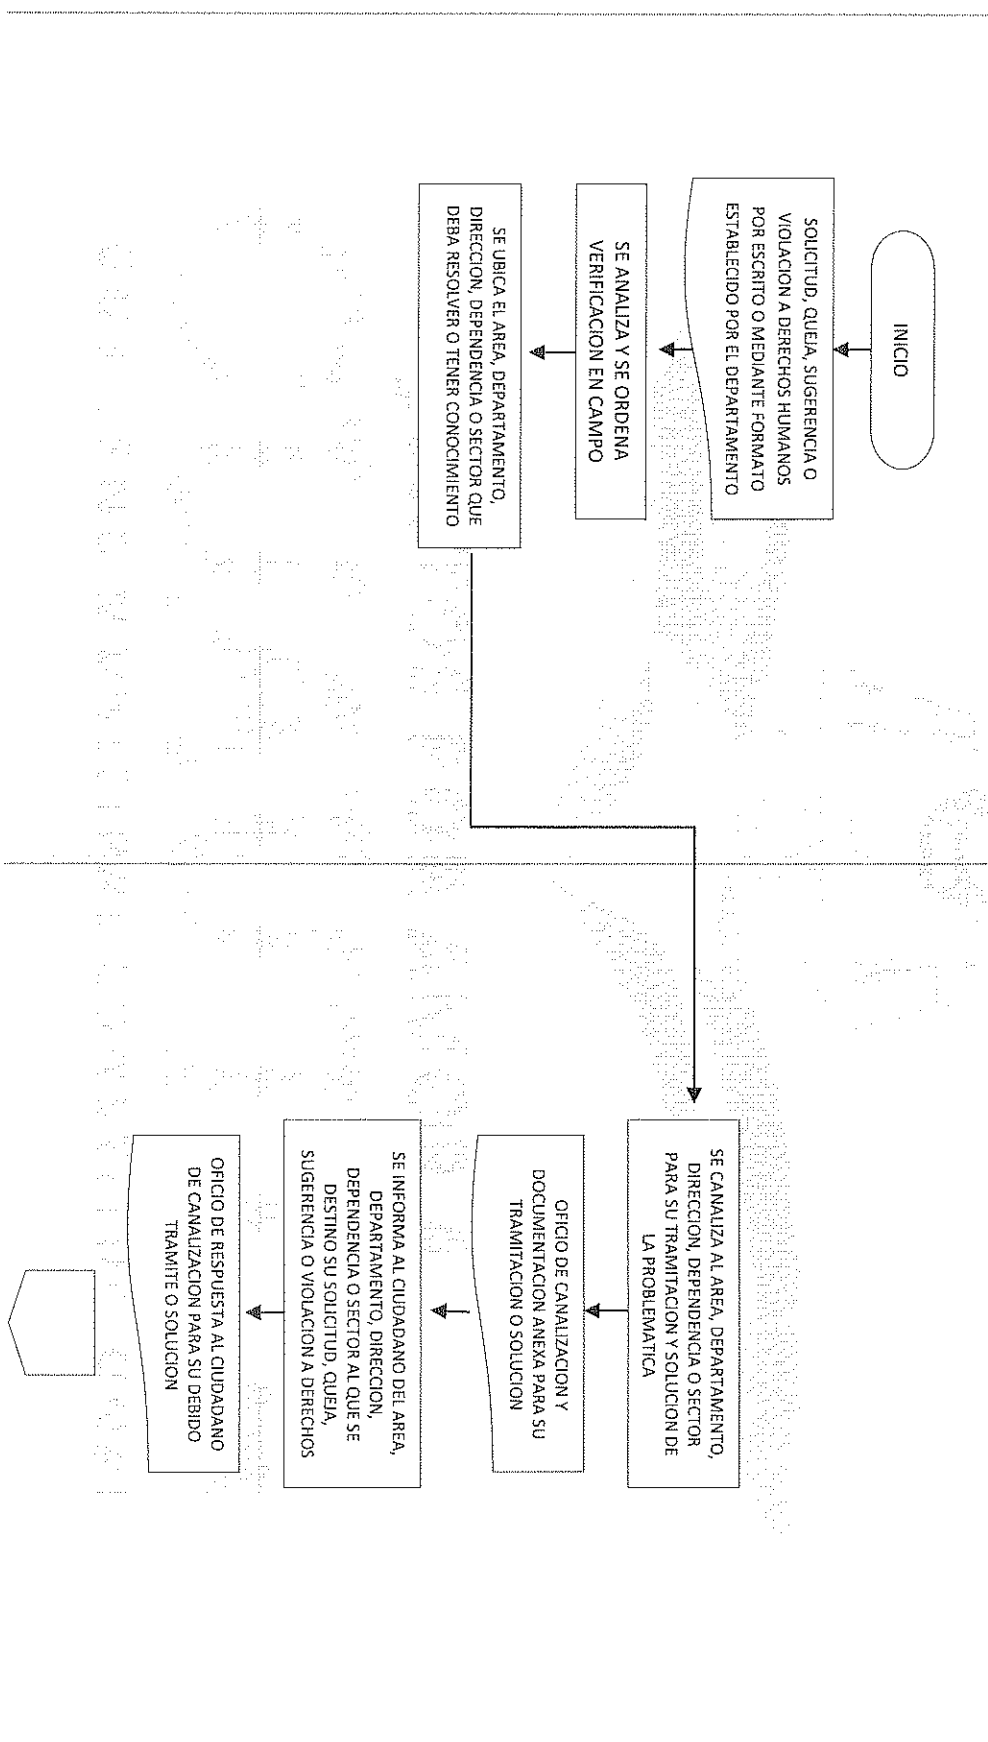 INICIO
SOLICITUD, QUEJA, SUGERENCIA O
VIOLACION A DERECHOS HUMANOS
POR ESCRITO O MEDIANTE FORMATO
ESTABLECIDO POR EL DEPARTAMENTO
SE ANALIZA Y SE ORDENA
VERIFICACION EN CAMPO
SE UBICA EL AREA, DEPARTAMENTO,
DIRECCION, DEPENDENCIA O SECTOR QUE
DEBA RESOLVER O TENER CONOCIMIENTO
SE CANALIZA AL AREA, DEPARTAMENTO,
DIRECCION, DEPENDENCIA O SECTOR
PARA SU TRAMITACION Y SOLUCION DE
LA PROBLEMATICA
OFICIO DE CANALIZACION Y
DOCUMENTACION ANEXA PARA SU
TRAMITACION O SOLUCION
SE INFORMA AL CIUDADANO DEL AREA,
DEPARTAMENTO, DIRECCION,
DEPENDENCIA O SECTOR AL QUE SE
DESTINO SU SOLICITUD, QUEJA,
SUGERENCIA O VIOLACION A DERECHOS
OFICIO DE RESPUESTA AL CIUDADANO
DE CANALIZACION PARA SU DEBIDO
TRAMITE O SOLUCION